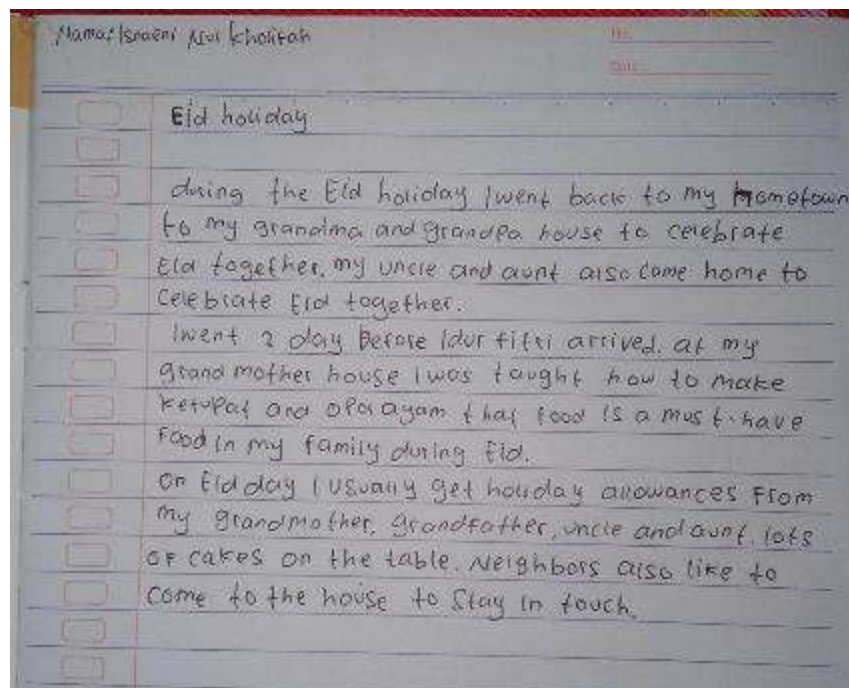 Nama: Isnaeni Nur kholifah
No.
Date:
Eid holiday
during the Eid holiday I went back to my hometown
to my grandma and grandpa house to celebrate
Eid together. my uncle and aunt also come home to
Celebrate Eid together.
I went 2 day Before Idur fitri arrived. at my
grand mother house I was taught how to make
ketupat and opor ayam that food is a must-have
Food in my family during Eid.
On Eid day I usually get holiday allowances From
my grandmother, grandfather, uncle and aunt. lots
OF cakes on the table. Neighbors also like to
come to the house to Stay in touch.